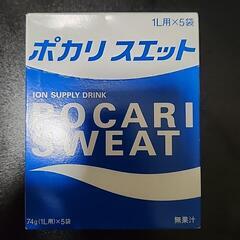 1L用×5袋
ポカリスエット
ION SUPPLY DRINK
POCARI
SWEAT
74g(1L用)×5袋
無果汁